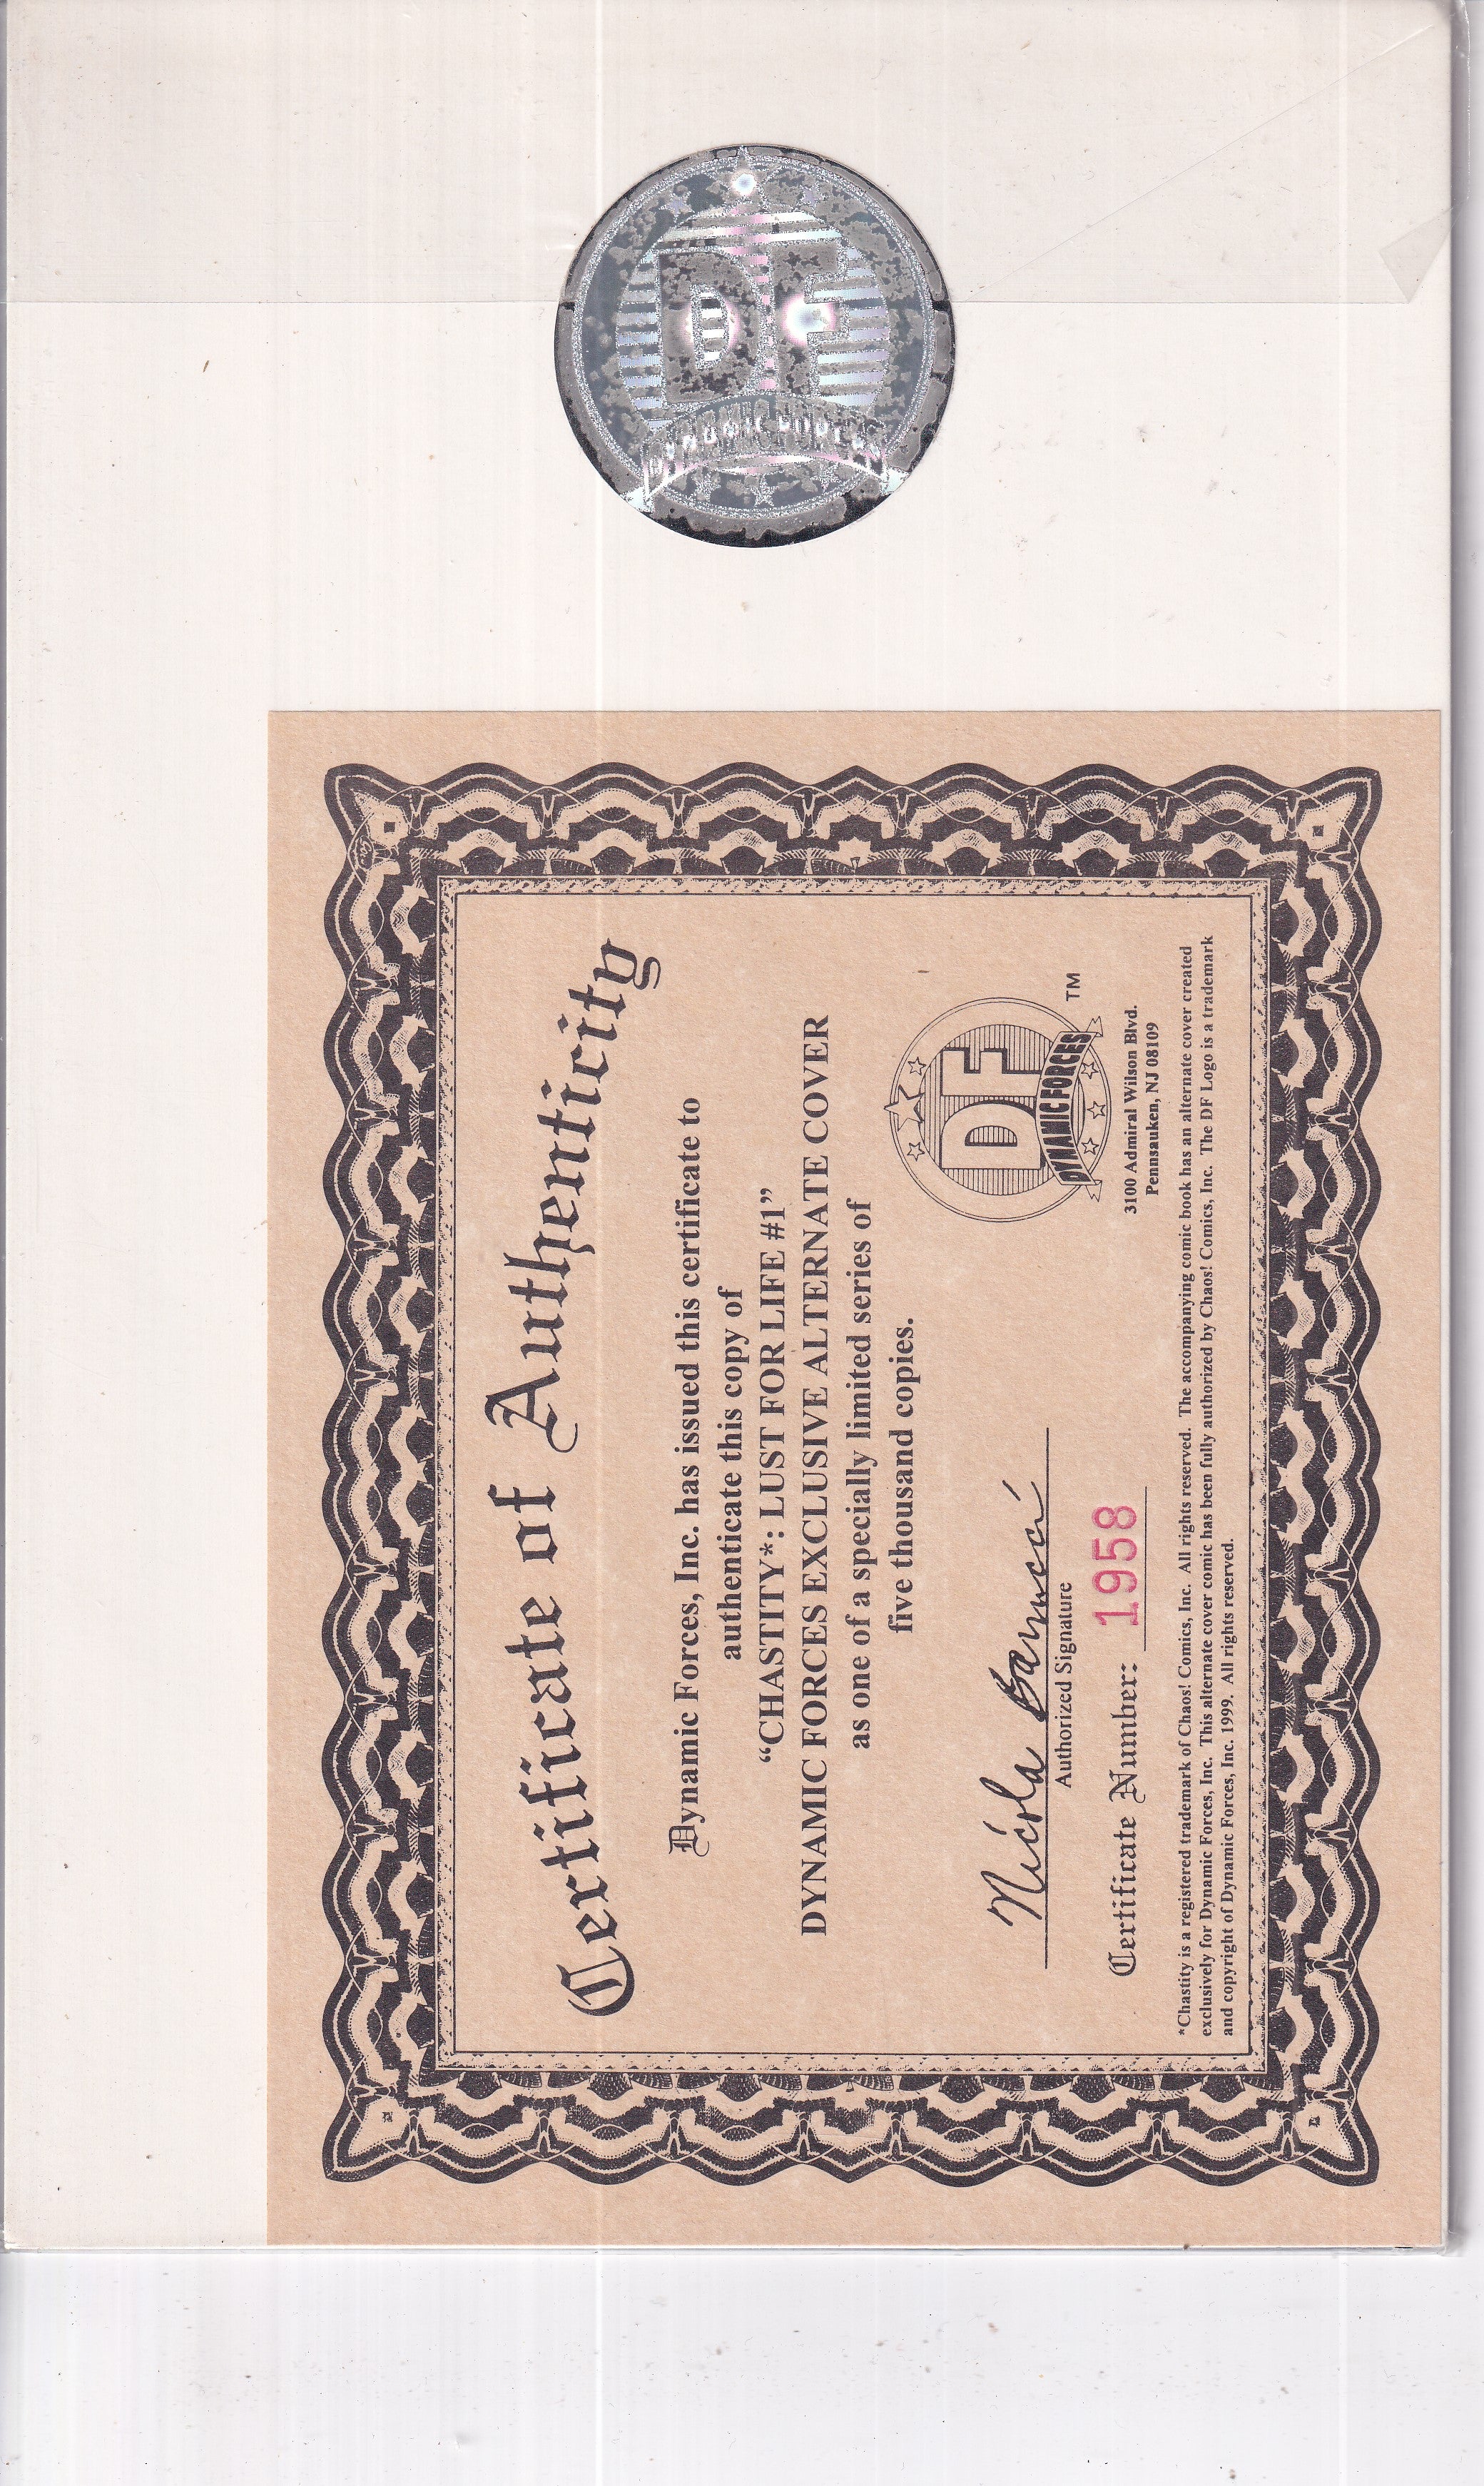 DF
Certificate of Authenticity
Dynamic Forces, Inc. has issued this certificate to
authenticate this copy of
“CHASTITY*: LUST FOR LIFE #1”
DYNAMIC FORCES EXCLUSIVE ALTERNATE COVER
as one of a specially limited series of
five thousand copies.
DF
DYNAMIC FORCES
TM
3100 Admiral Wilson Blvd.
Pennsauken, NJ 08109
Nicola
Authorized Signature
Certificate Number: 1958
*Chastity is a registered trademark of Chaos! Comics, Inc. All rights reserved. The accompanying comic book has an alternate cover created
exclusively for Dynamic Forces, Inc. This alternate cover comic has been fully authorized by Chaos! Comics, Inc. The DF Logo is a trademark
and copyright of Dynamic Forces, Inc. 1999. All rights reserved.